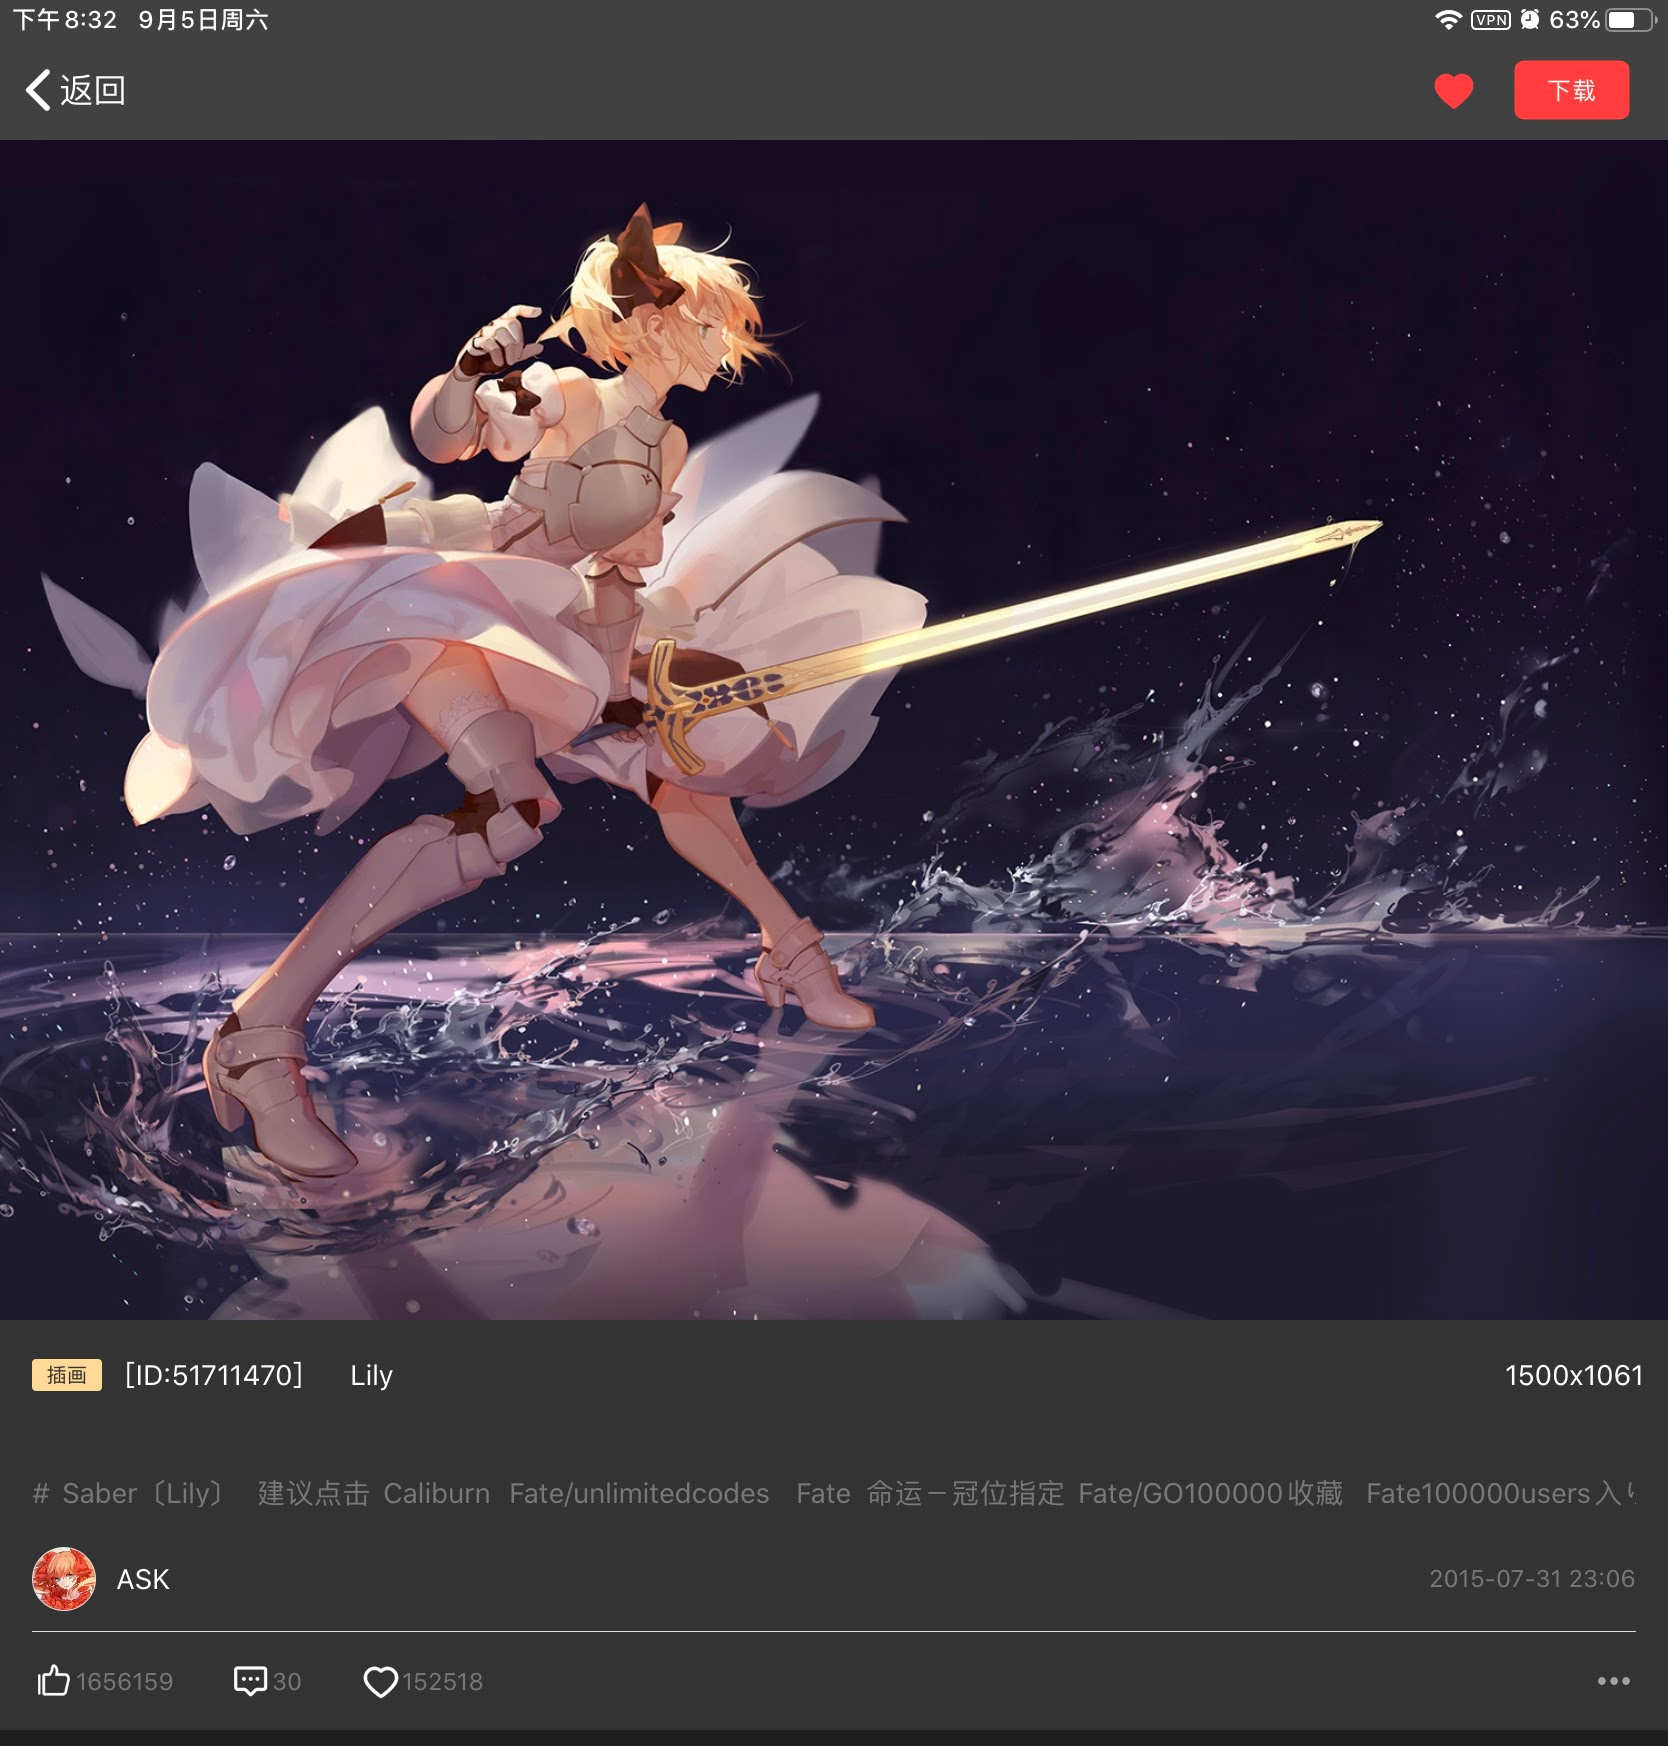 下午8:32 9月5日周六 VPN 63%
返回 下载
插画 [ID:51711470] Lily 1500x1061
# Saber〔Lily〕 建议点击 Caliburn Fate/unlimitedcodes Fate 命运－冠位指定 Fate/GO100000收藏 Fate100000users入り
ASK 2015-07-31 23:06
1656159 30 152518